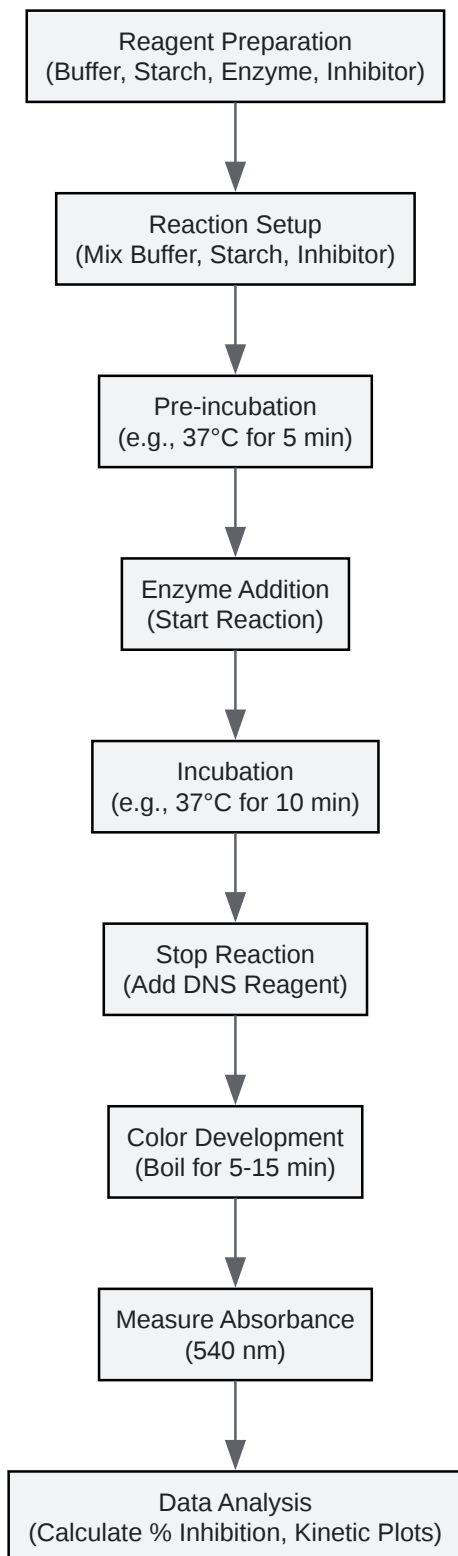 Reagent Preparation
(Buffer, Starch, Enzyme, Inhibitor)
Reaction Setup
(Mix Buffer, Starch, Inhibitor)
Pre-incubation
(e.g., 37°C for 5 min)
Enzyme Addition
(Start Reaction)
Incubation
(e.g., 37°C for 10 min)
Stop Reaction
(Add DNS Reagent)
Color Development
(Boil for 5-15 min)
Measure Absorbance
(540 nm)
Data Analysis
(Calculate % Inhibition, Kinetic Plots)